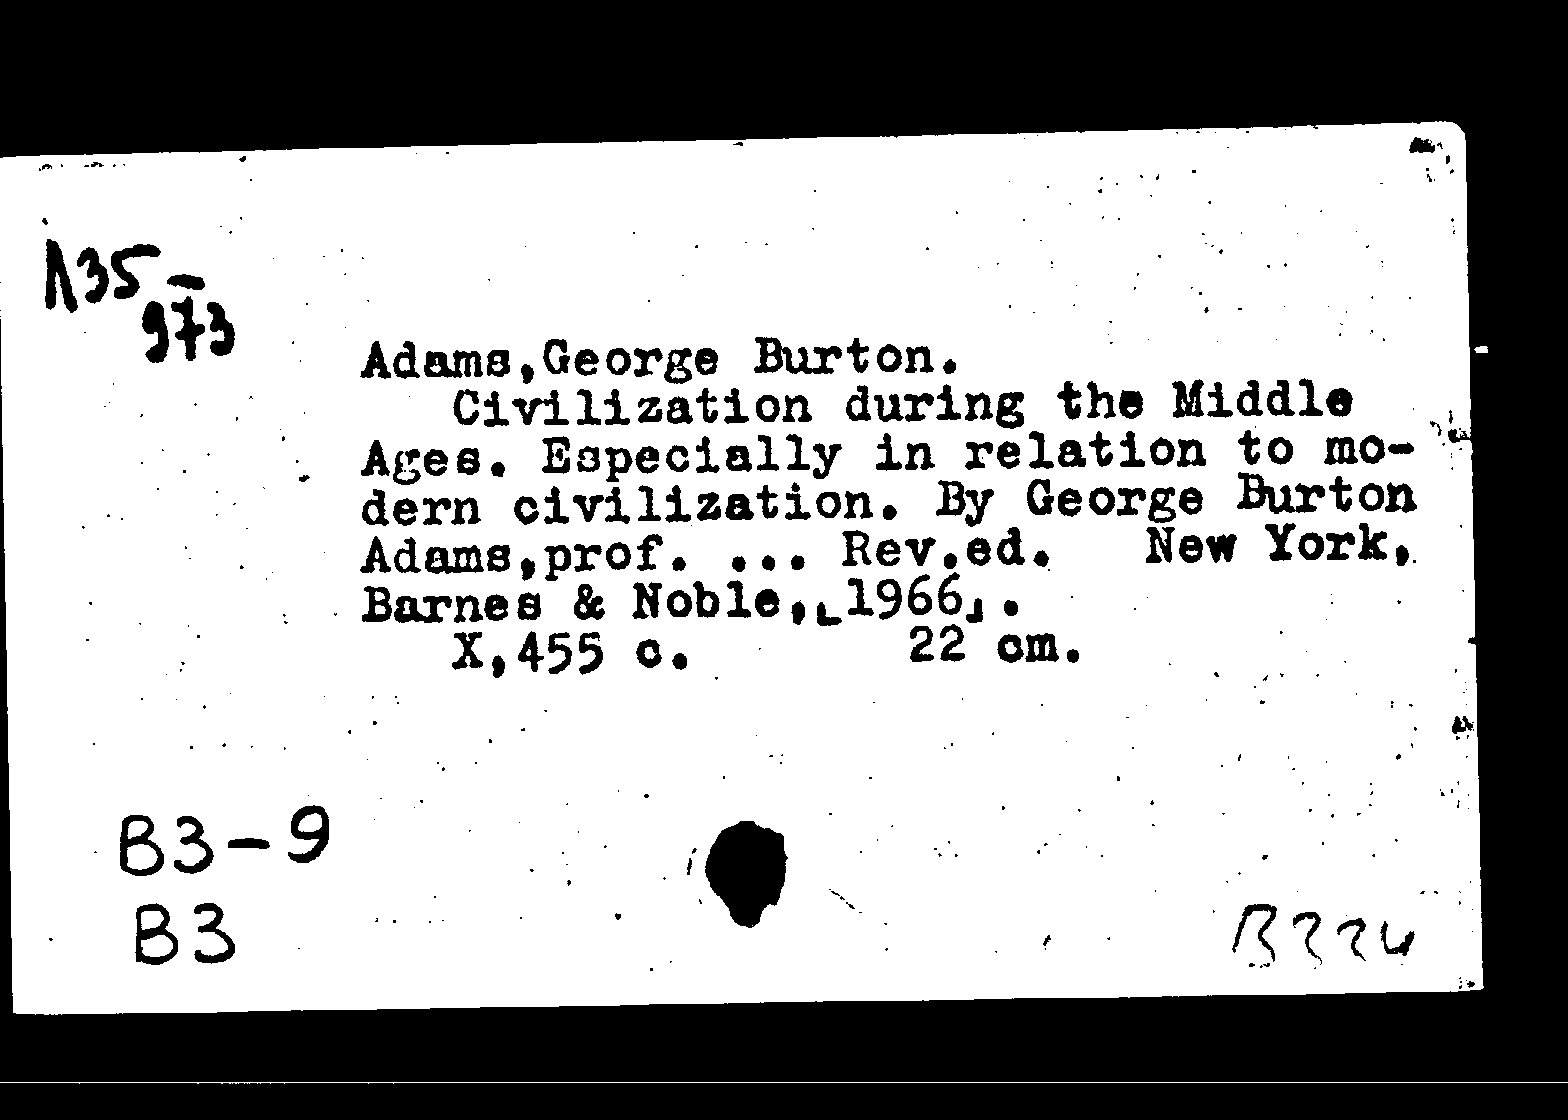 Л35-
973
Adams,George Burton.
Civilization during the Middle
Ages. Especially in relation to mo-
dern civilization. By George Burton
Adams,prof. ... Rev.ed. New York,
Barnes & Noble,⌞1966⌟.
X,455 c. 22 cm.
B3-9
B3